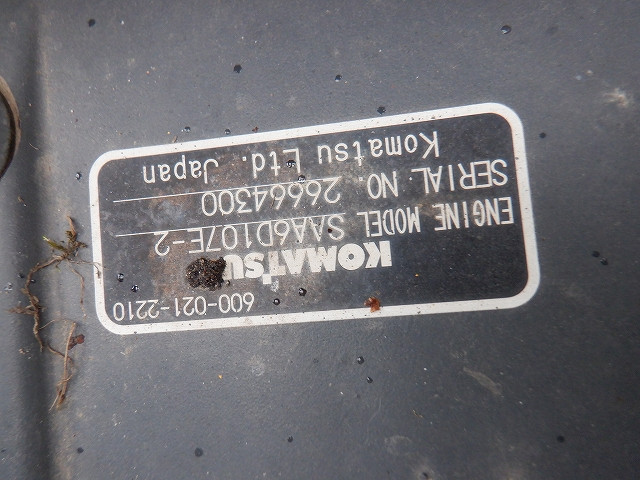 600-021-2210
KOMATSU
ENGINE MODEL SAA6D107E-2
SERIAL NO. 26664300
Komatsu Ltd. Japan